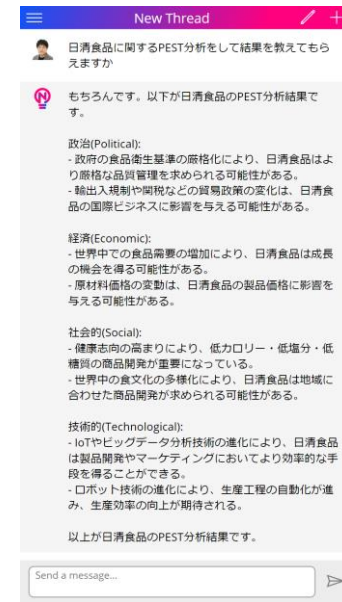 New Thread
日清食品に関するPEST分析をして結果を教えてもら
えますか
もちろんです。以下が日清食品のPEST分析結果で
す。
政治(Political):
- 政府の食品衛生基準の厳格化により、日清食品はよ
り厳格な品質管理を求められる可能性がある。
- 輸出入規制や関税などの貿易政策の変化は、日清食
品の国際ビジネスに影響を与える可能性がある。
経済(Economic):
- 世界中での食品需要の増加により、日清食品は成長
の機会を得る可能性がある。
- 原材料価格の変動は、日清食品の製品価格に影響を
与える可能性がある。
社会的(Social):
- 健康志向の高まりにより、低カロリー・低塩分・低
糖質の商品開発が重要になっている。
- 世界中の食文化の多様化により、日清食品は地域に
合わせた商品開発が求められる可能性がある。
技術的(Technological):
- IoTやビッグデータ分析技術の進化により、日清食品
は製品開発やマーケティングにおいてより効率的な手
段を得ることができる。
- ロボット技術の進化により、生産工程の自動化が進
み、生産効率の向上が期待される。
以上が日清食品のPEST分析結果です。
Send a message...